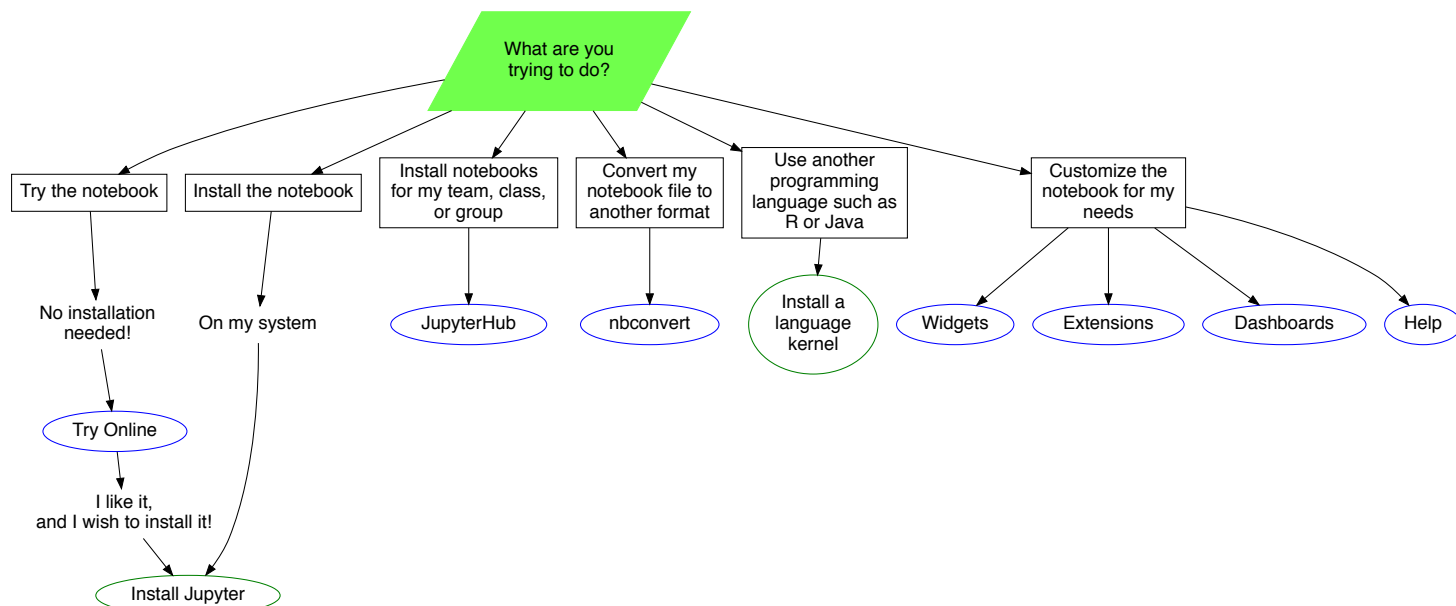 What are you
trying to do?
Try the notebook
Install the notebook
Install notebooks
for my team, class,
or group
Convert my
notebook file to
another format
Use another
programming
language such as
R or Java
Customize the
notebook for my
needs
No installation
needed!
On my system
JupyterHub
nbconvert
Install a
language
kernel
Widgets
Extensions
Dashboards
Help
Try Online
I like it,
and I wish to install it!
Install Jupyter